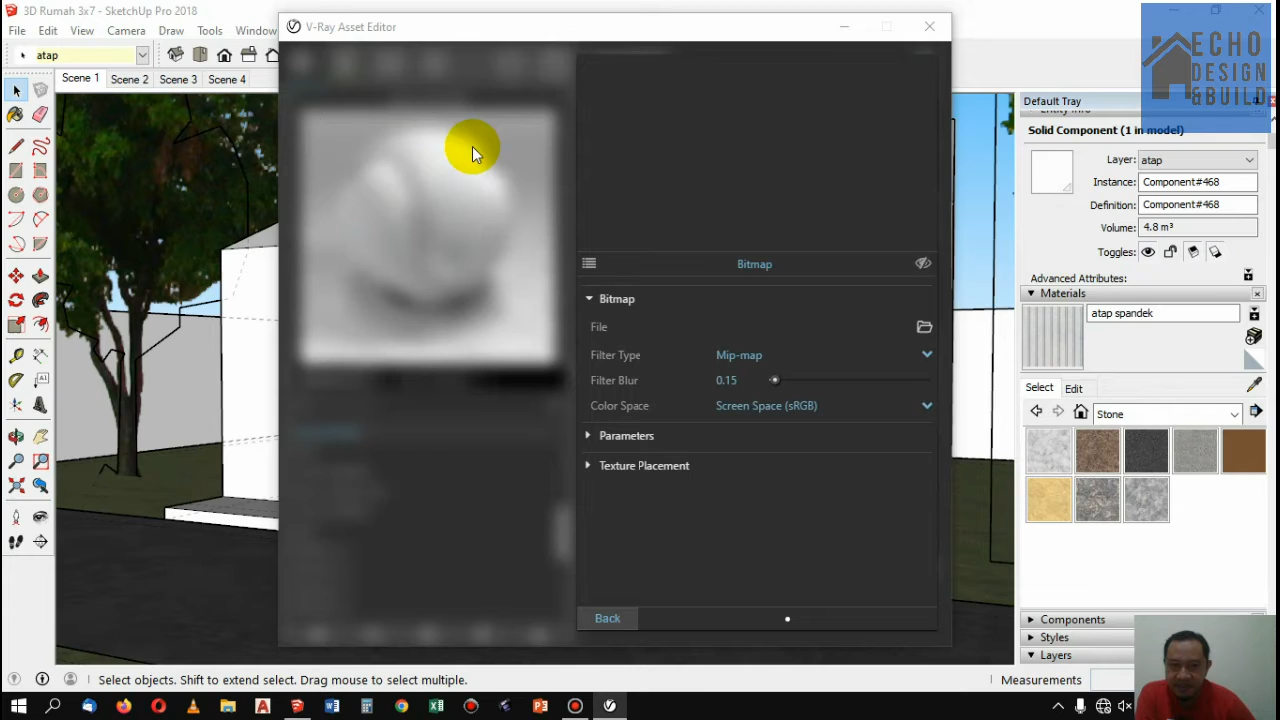 3D Rumah 3x7 - SketchUp Pro 2018
V-Ray Asset Editor
ECHO
DESIGN
&BUILD
File Edit View Camera Draw Tools Window
atap
Scene 1 Scene 2 Scene 3 Scene 4
Default Tray
Entity Info
Solid Component (1 in model)
Layer: atap
Instance: Component#468
Definition: Component#468
Volume: 4.8 m³
Toggles:
Advanced Attributes:
Materials
atap spandek
Select Edit
Stone
Bitmap
Bitmap
File
Filter Type Mip-map
Filter Blur 0.15
Color Space Screen Space (sRGB)
Parameters
Texture Placement
Back
Components
Styles
Layers
Select objects. Shift to extend select. Drag mouse to select multiple.
Measurements